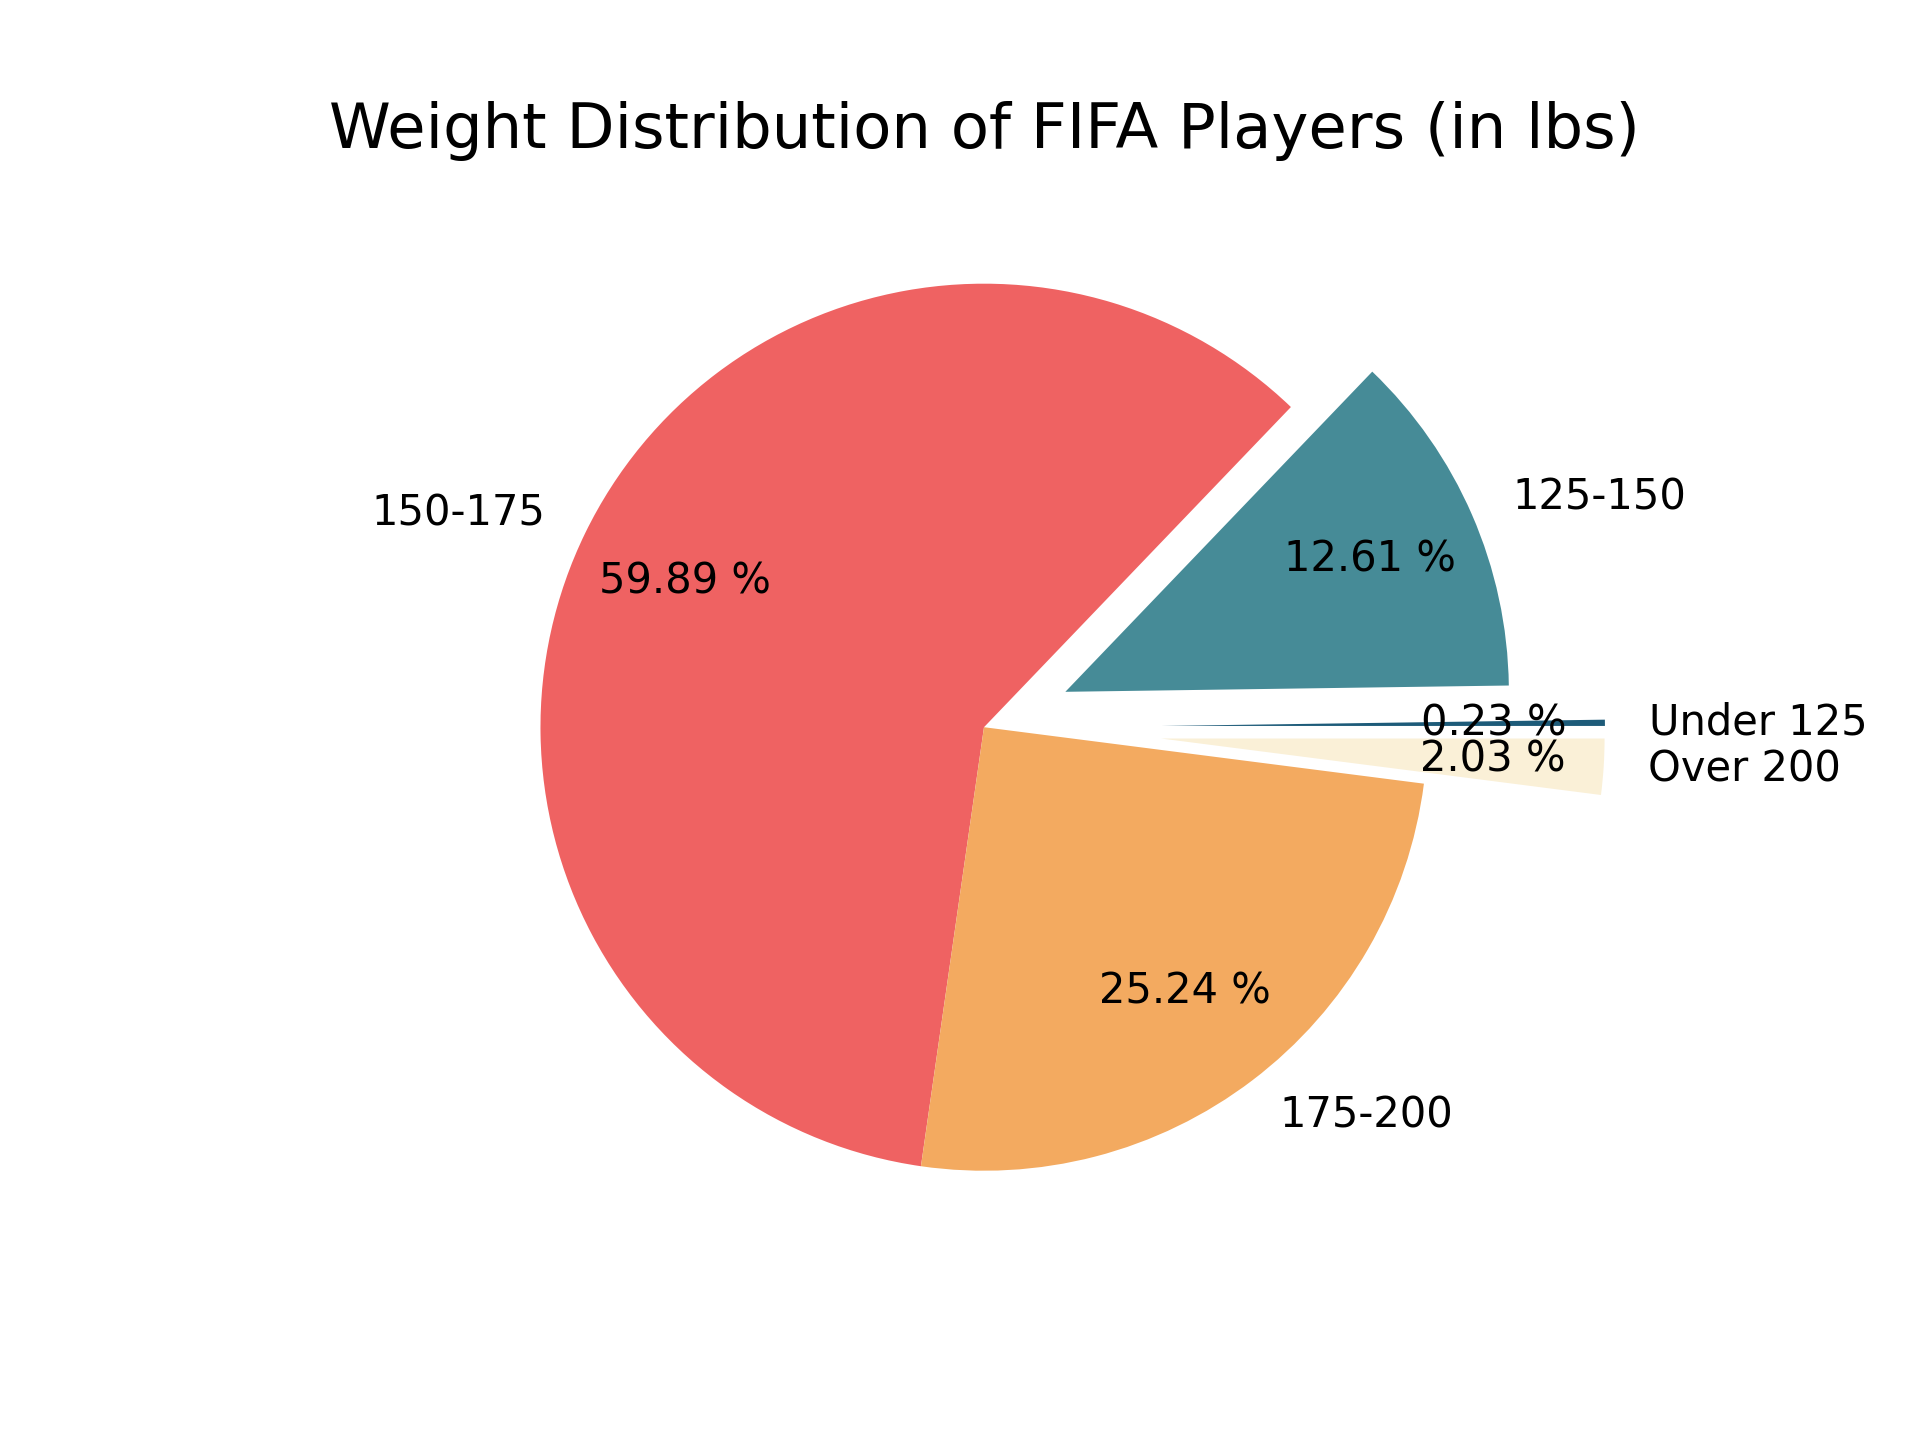 Weight Distribution of FIFA Players (in lbs)
125-150
150-175
12.61 %
59.89 %
0.23 %
Under 125
2.03 %
Over 200
25.24 %
175-200